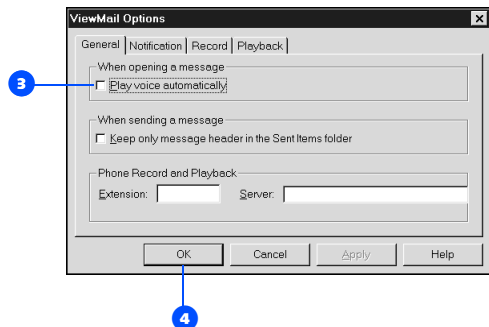 ViewMail Options
General Notification Record Playback
When opening a message
3
Play voice automatically
When sending a message
Keep only message header in the Sent Items folder
Phone Record and Playback
Extension: Server:
OK Cancel Apply Help
4